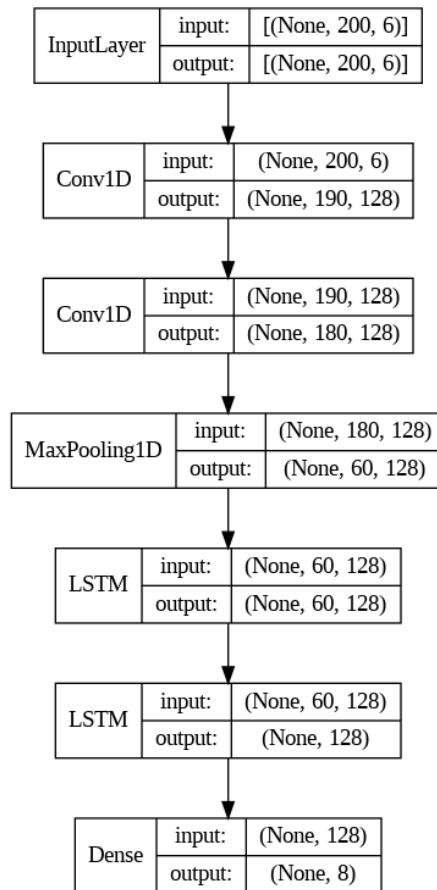 InputLayer
input: [(None, 200, 6)]
output: [(None, 200, 6)]
Conv1D
input: (None, 200, 6)
output: (None, 190, 128)
Conv1D
input: (None, 190, 128)
output: (None, 180, 128)
MaxPooling1D
input: (None, 180, 128)
output: (None, 60, 128)
LSTM
input: (None, 60, 128)
output: (None, 60, 128)
LSTM
input: (None, 60, 128)
output: (None, 128)
Dense
input: (None, 128)
output: (None, 8)